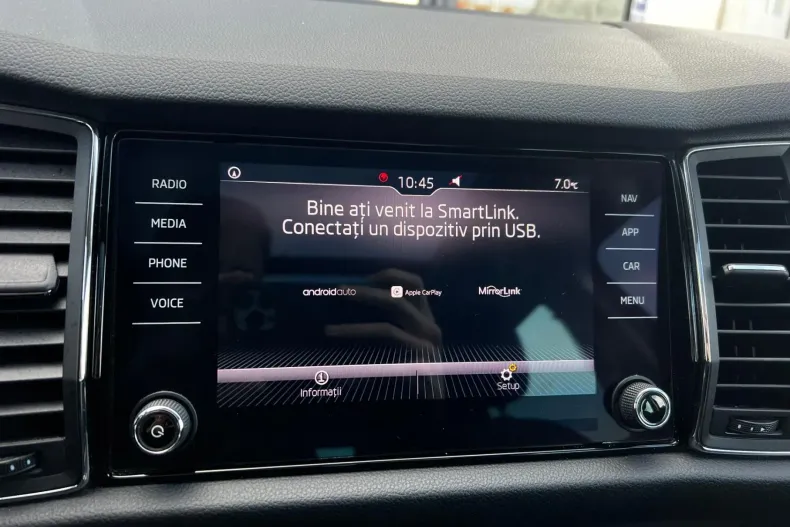 10:45
7.0°C
RADIO
MEDIA
PHONE
VOICE
Bine ați venit la SmartLink.
Conectați un dispozitiv prin USB.
androidauto
Apple CarPlay
MirrorLink
Informații
Setup
NAV
APP
CAR
MENU